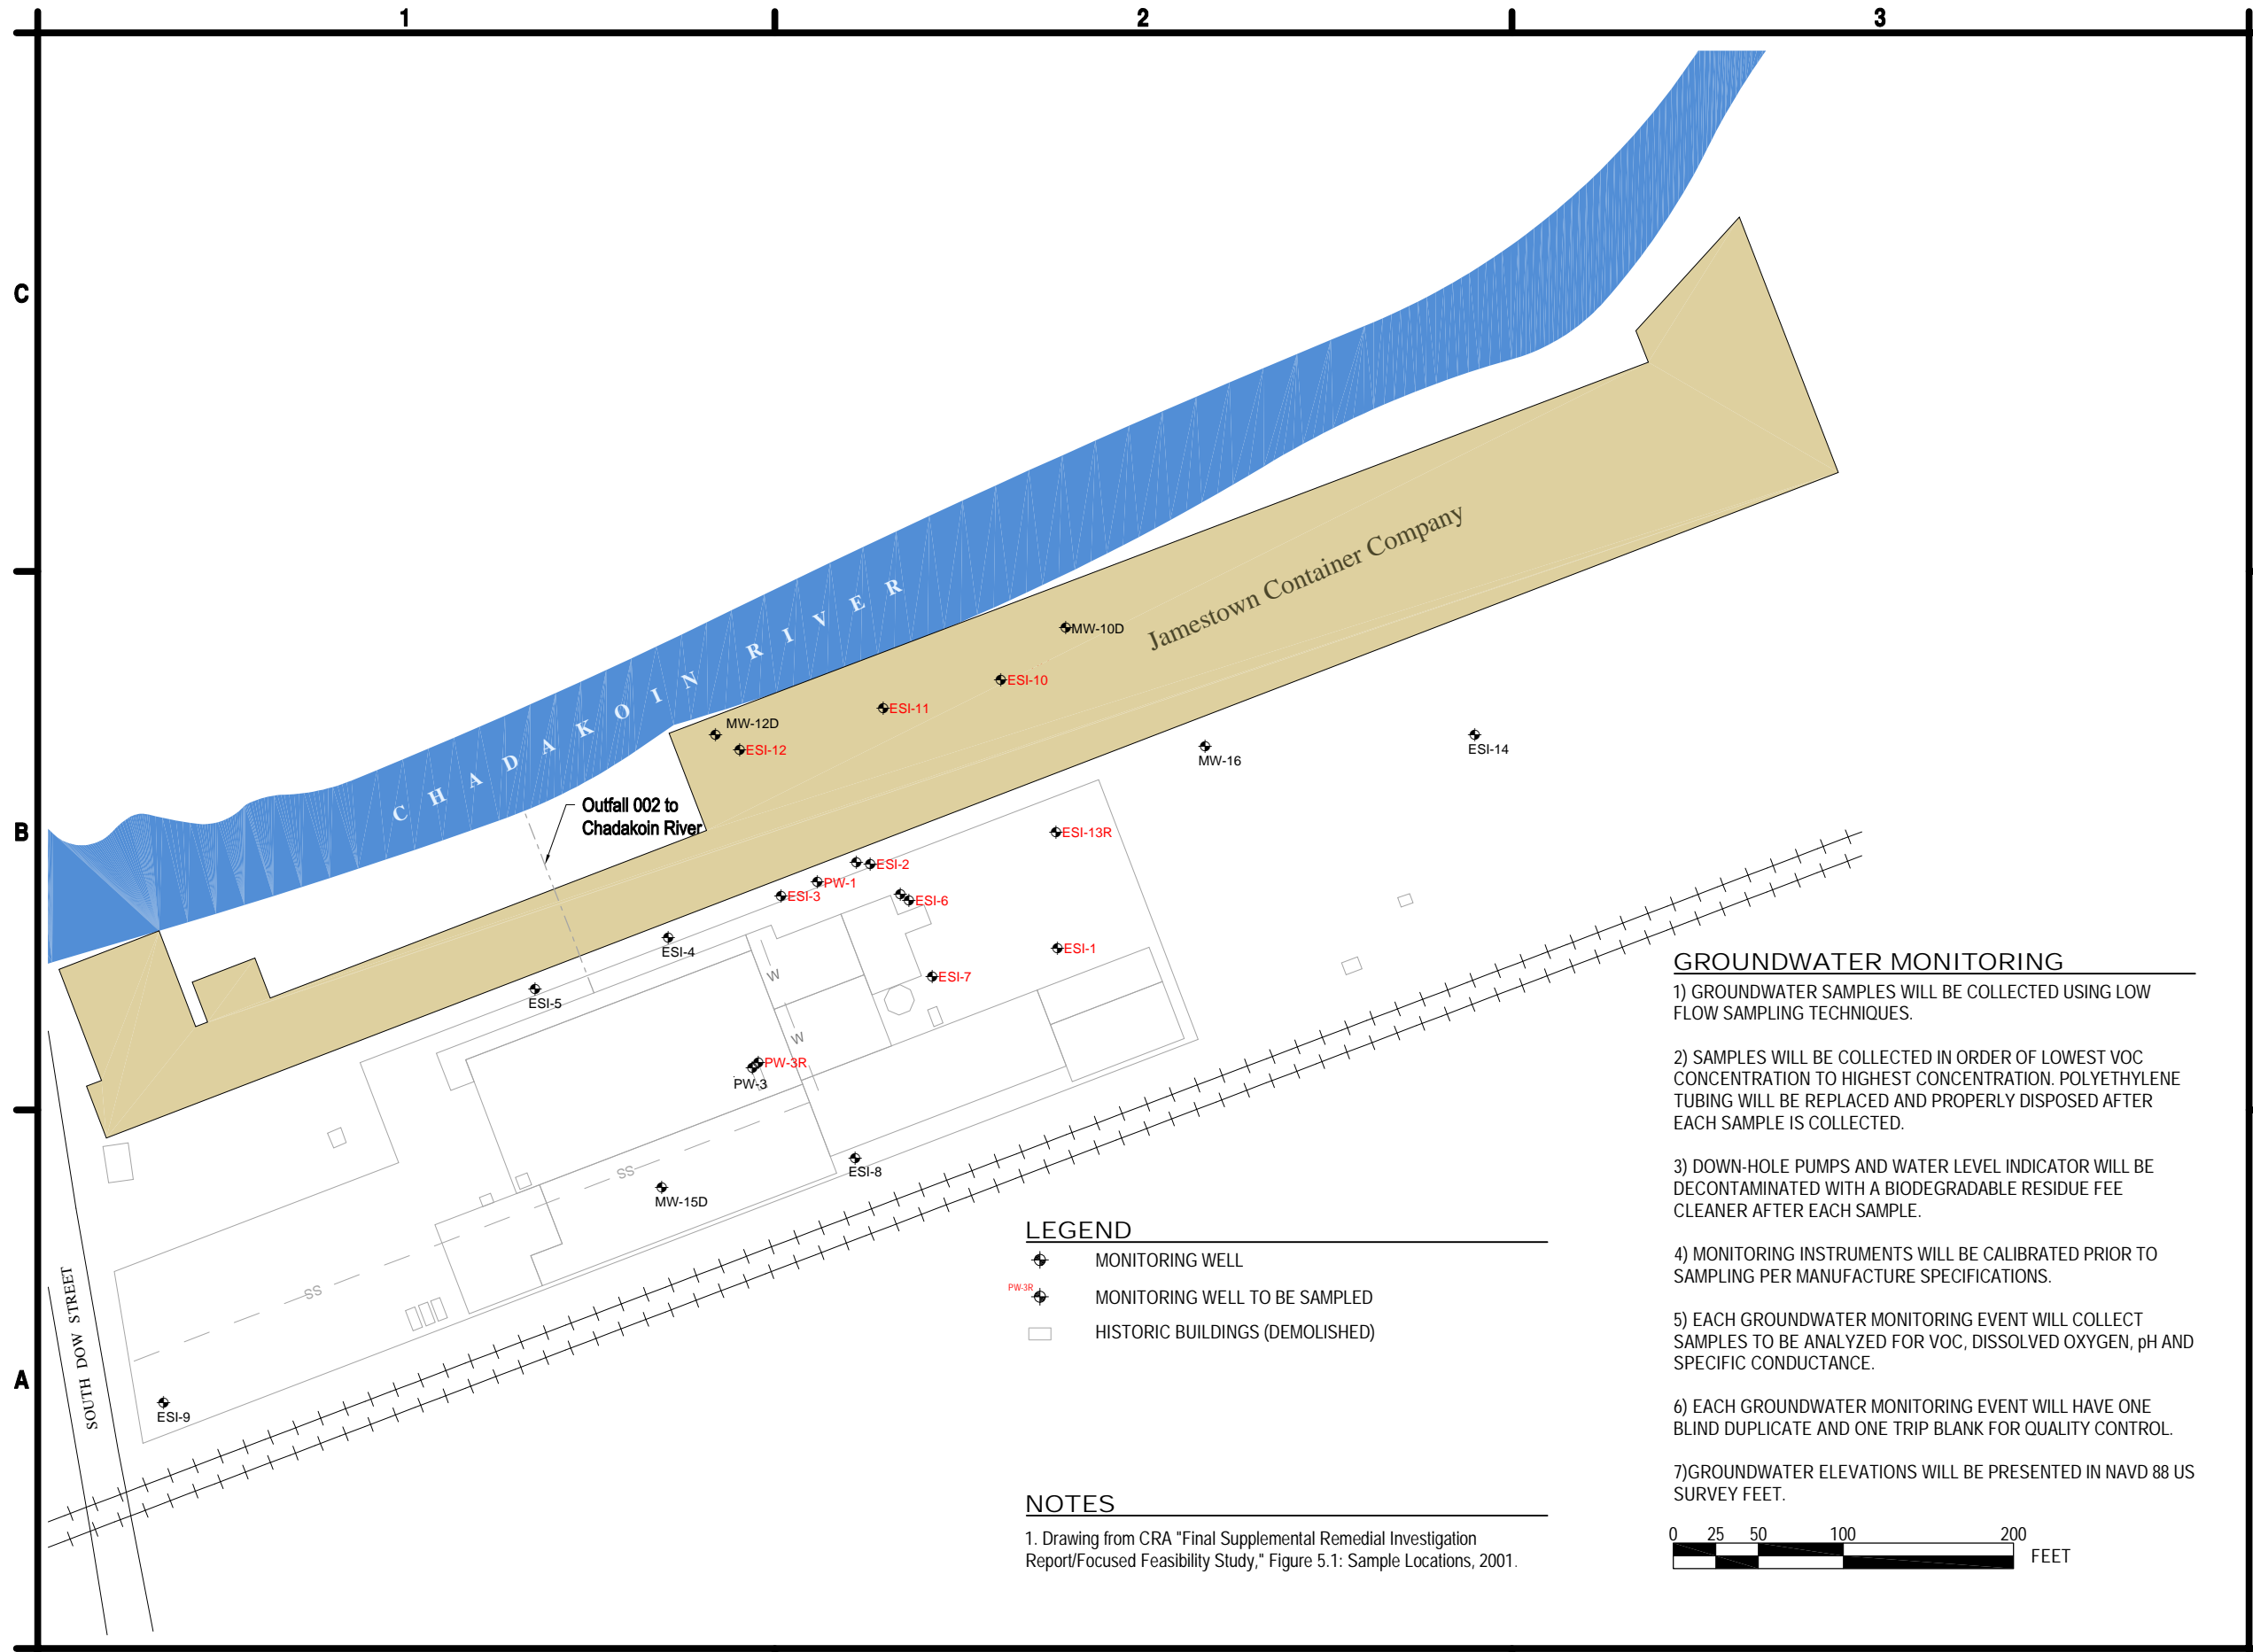 1
2
3
C
B
A
CHADAKOIN RIVER
Jamestown Container Company
MW-10D
ESI-10
ESI-11
MW-12D
ESI-12
MW-16
ESI-14
Outfall 002 to
Chadakoin River
ESI-13R
ESI-2
PW-1
ESI-3
ESI-6
ESI-4
ESI-1
ESI-7
ESI-5
W
W
PW-3R
PW-3
ESI-8
SS
MW-15D
SS
SOUTH DOW STREET
ESI-9
LEGEND
MONITORING WELL
PW-3R
MONITORING WELL TO BE SAMPLED
HISTORIC BUILDINGS (DEMOLISHED)
NOTES
1. Drawing from CRA "Final Supplemental Remedial Investigation
Report/Focused Feasibility Study," Figure 5.1: Sample Locations, 2001.
GROUNDWATER MONITORING
1) GROUNDWATER SAMPLES WILL BE COLLECTED USING LOW
FLOW SAMPLING TECHNIQUES.
2) SAMPLES WILL BE COLLECTED IN ORDER OF LOWEST VOC
CONCENTRATION TO HIGHEST CONCENTRATION. POLYETHYLENE
TUBING WILL BE REPLACED AND PROPERLY DISPOSED AFTER
EACH SAMPLE IS COLLECTED.
3) DOWN-HOLE PUMPS AND WATER LEVEL INDICATOR WILL BE
DECONTAMINATED WITH A BIODEGRADABLE RESIDUE FEE
CLEANER AFTER EACH SAMPLE.
4) MONITORING INSTRUMENTS WILL BE CALIBRATED PRIOR TO
SAMPLING PER MANUFACTURE SPECIFICATIONS.
5) EACH GROUNDWATER MONITORING EVENT WILL COLLECT
SAMPLES TO BE ANALYZED FOR VOC, DISSOLVED OXYGEN, pH AND
SPECIFIC CONDUCTANCE.
6) EACH GROUNDWATER MONITORING EVENT WILL HAVE ONE
BLIND DUPLICATE AND ONE TRIP BLANK FOR QUALITY CONTROL.
7)GROUNDWATER ELEVATIONS WILL BE PRESENTED IN NAVD 88 US
SURVEY FEET.
0 25 50 100 200
FEET